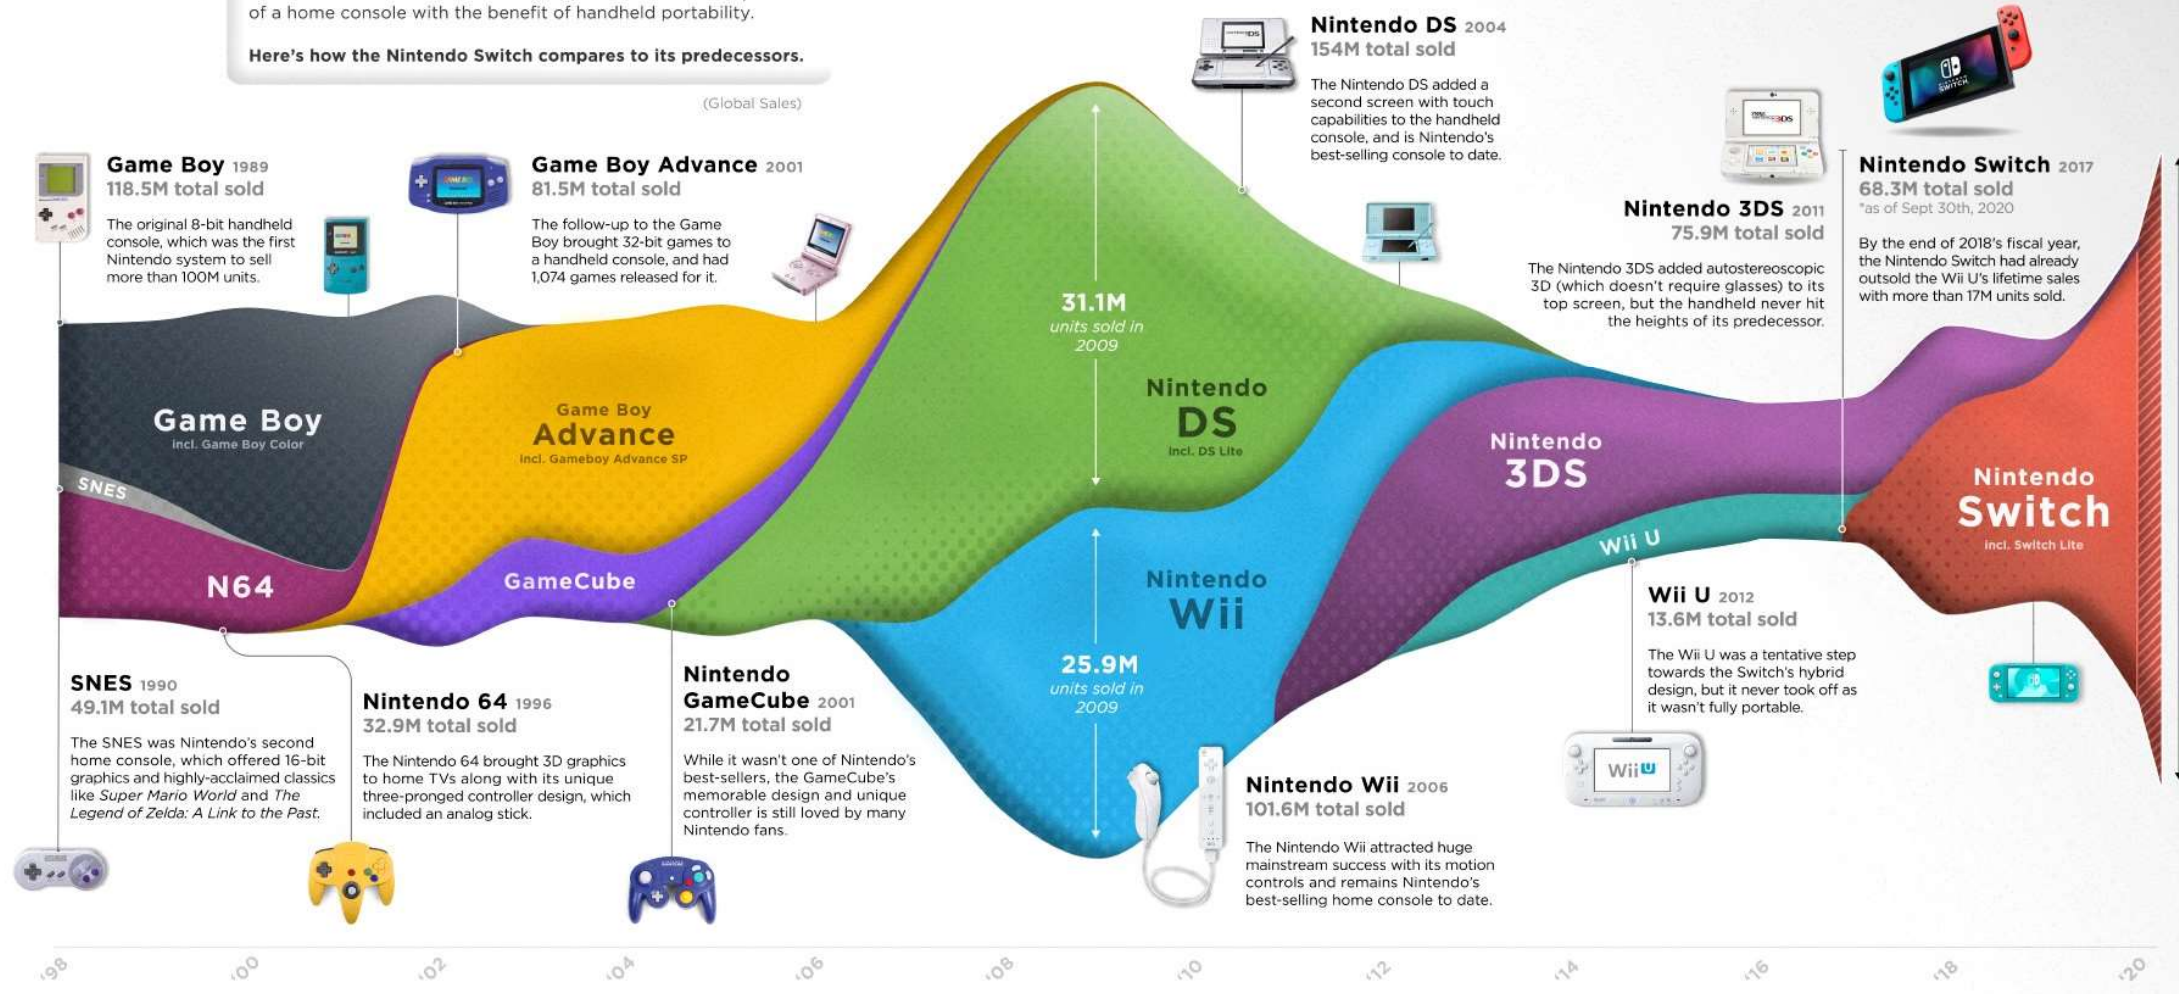 of a home console with the benefit of handheld portability.
Here's how the Nintendo Switch compares to its predecessors.
(Global Sales)
Game Boy 1989
118.5M total sold
The original 8-bit handheld
console, which was the first
Nintendo system to sell
more than 100M units.
Game Boy Advance 2001
81.5M total sold
The follow-up to the Game
Boy brought 32-bit games to
a handheld console, and had
1,074 games released for it.
Nintendo DS 2004
154M total sold
The Nintendo DS added a
second screen with touch
capabilities to the handheld
console, and is Nintendo's
best-selling console to date.
Nintendo 3DS 2011
75.9M total sold
The Nintendo 3DS added autostereoscopic
3D (which doesn't require glasses) to its
top screen, but the handheld never hit
the heights of its predecessor.
NINTENDO
SWITCH
Nintendo Switch 2017
68.3M total sold
*as of Sept 30th, 2020
By the end of 2018's fiscal year,
the Nintendo Switch had already
outsold the Wii U's lifetime sales
with more than 17M units sold.
Game Boy
incl. Game Boy Color
SNES
N64
Game Boy
Advance
incl. Gameboy Advance SP
GameCube
31.1M
units sold in
2009
Nintendo
DS
incl. DS Lite
25.9M
units sold in
2009
Nintendo
Wii
Nintendo
3DS
Wii U
Nintendo
Switch
incl. Switch Lite
SNES 1990
49.1M total sold
The SNES was Nintendo's second
home console, which offered 16-bit
graphics and highly-acclaimed classics
like Super Mario World and The
Legend of Zelda: A Link to the Past.
Nintendo 64 1996
32.9M total sold
The Nintendo 64 brought 3D graphics
to home TVs along with its unique
three-pronged controller design, which
included an analog stick.
Nintendo
GameCube 2001
21.7M total sold
While it wasn't one of Nintendo's
best-sellers, the GameCube's
memorable design and unique
controller is still loved by many
Nintendo fans.
Nintendo Wii 2006
101.6M total sold
The Nintendo Wii attracted huge
mainstream success with its motion
controls and remains Nintendo's
best-selling home console to date.
Wii U 2012
13.6M total sold
The Wii U was a tentative step
towards the Switch's hybrid
design, but it never took off as
it wasn't fully portable.
Wii U
'98
'00
'02
'04
'06
'08
'10
'12
'14
'16
'18
'20